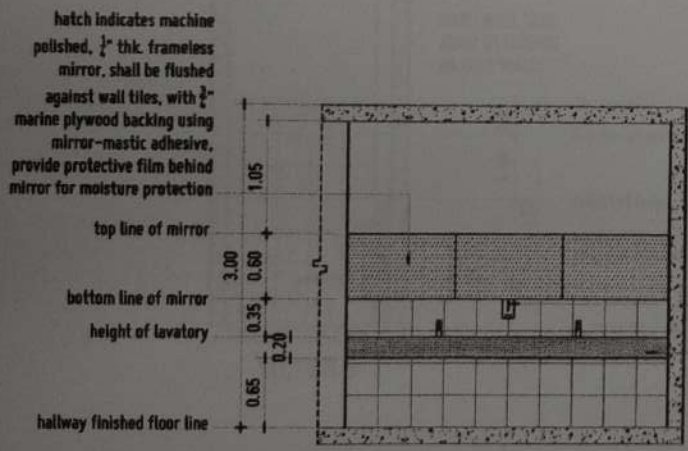 hatch indicates machine
polished, ¼" thk. frameless
mirror, shall be flushed
against wall tiles, with ¾"
marine plywood backing using
mirror-mastic adhesive,
provide protective film behind
mirror for moisture protection
top line of mirror
bottom line of mirror
height of lavatory
hallway finished floor line
3.00
1.05
0.60
0.35
0.20
0.65